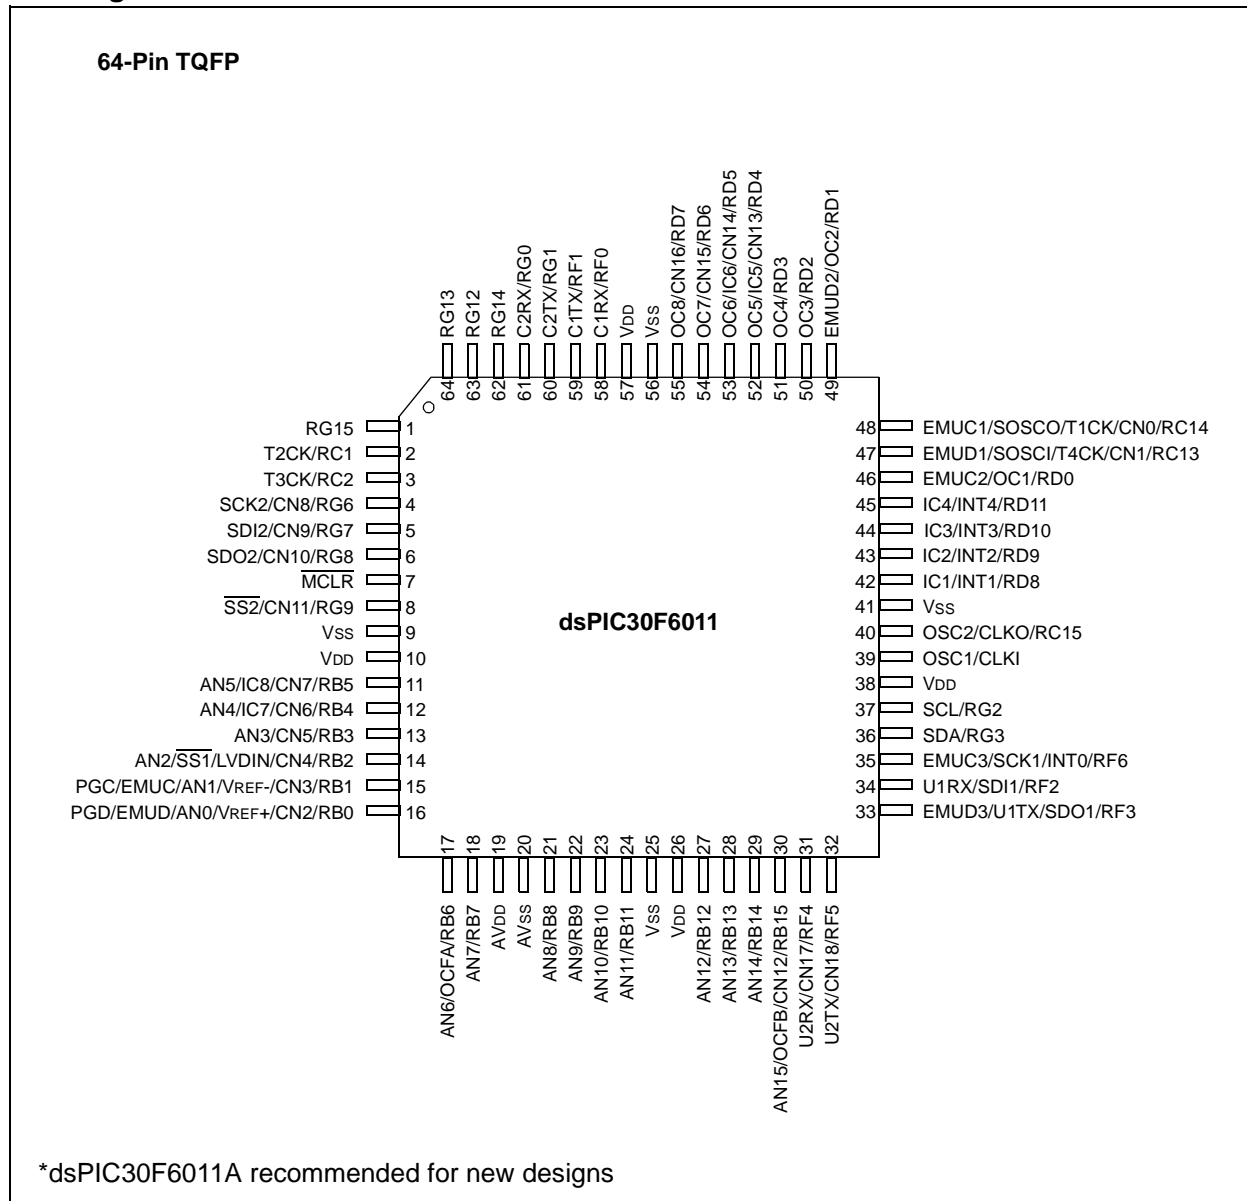 64-Pin TQFP
RG13
RG12
RG14
C2RX/RG0
C2TX/RG1
C1TX/RF1
C1RX/RF0
VDD
VSS
OC8/CN16/RD7
OC7/CN15/RD6
OC6/IC6/CN14/RD5
OC5/IC5/CN13/RD4
OC4/RD3
OC3/RD2
EMUD2/OC2/RD1
64
63
62
61
60
59
58
57
56
55
54
53
52
51
50
49
RG15 1
T2CK/RC1 2
T3CK/RC2 3
SCK2/CN8/RG6 4
SDI2/CN9/RG7 5
SDO2/CN10/RG8 6
MCLR 7
SS2/CN11/RG9 8
VSS 9
VDD 10
AN5/IC8/CN7/RB5 11
AN4/IC7/CN6/RB4 12
AN3/CN5/RB3 13
AN2/SS1/LVDIN/CN4/RB2 14
PGC/EMUC/AN1/VREF-/CN3/RB1 15
PGD/EMUD/AN0/VREF+/CN2/RB0 16
dsPIC30F6011
48 EMUC1/SOSCO/T1CK/CN0/RC14
47 EMUD1/SOSCI/T4CK/CN1/RC13
46 EMUC2/OC1/RD0
45 IC4/INT4/RD11
44 IC3/INT3/RD10
43 IC2/INT2/RD9
42 IC1/INT1/RD8
41 VSS
40 OSC2/CLKO/RC15
39 OSC1/CLKI
38 VDD
37 SCL/RG2
36 SDA/RG3
35 EMUC3/SCK1/INT0/RF6
34 U1RX/SDI1/RF2
33 EMUD3/U1TX/SDO1/RF3
17
18
19
20
21
22
23
24
25
26
27
28
29
30
31
32
AN6/OCFA/RB6
AN7/RB7
AVDD
AVSS
AN8/RB8
AN9/RB9
AN10/RB10
AN11/RB11
VSS
VDD
AN12/RB12
AN13/RB13
AN14/RB14
AN15/OCFB/CN12/RB15
U2RX/CN17/RF4
U2TX/CN18/RF5
*dsPIC30F6011A recommended for new designs